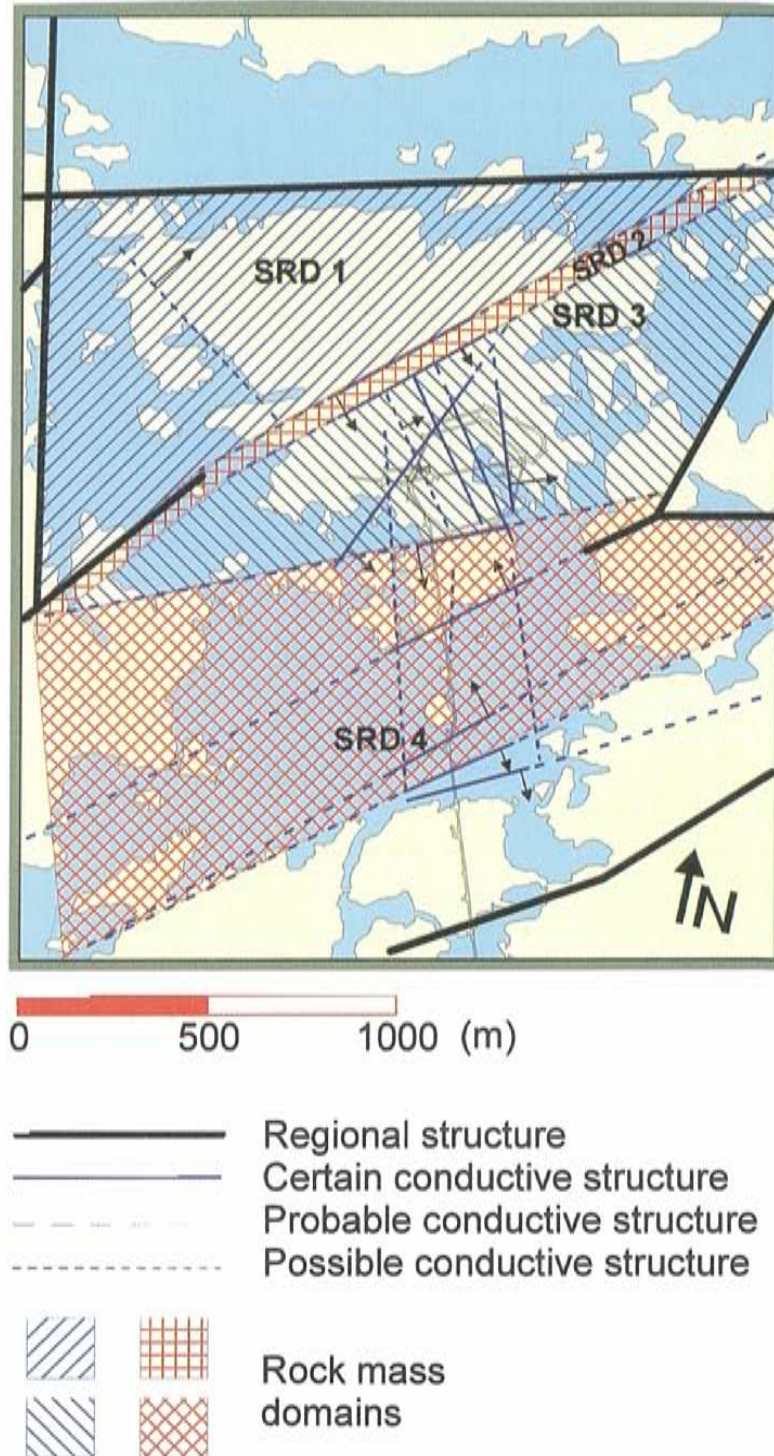 SRD 1
SRD 2
SRD 3
SRD 4
N
0 500 1000 (m)
Regional structure
Certain conductive structure
Probable conductive structure
Possible conductive structure
Rock mass
domains